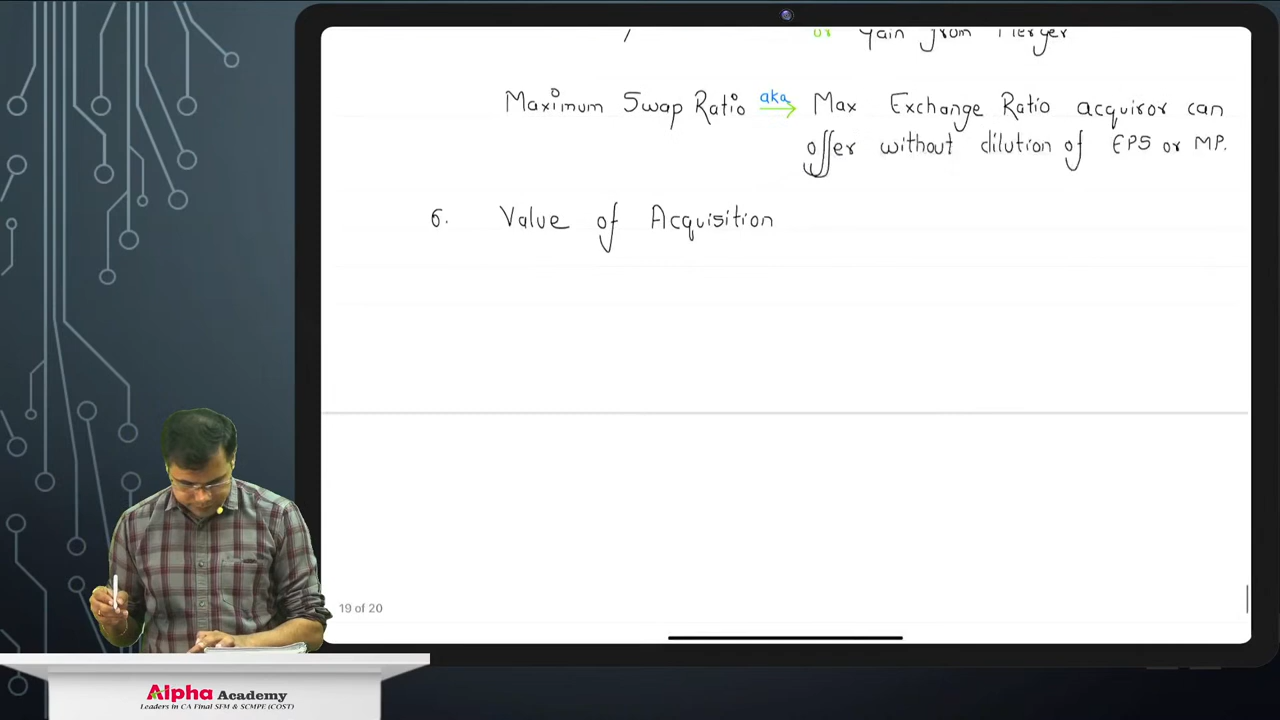 or Gain from Merger
Maximum Swap Ratio aka Max Exchange Ratio acquiror can
offer without dilution of EPS or MP.
6. Value of Acquisition
19 of 20
Alpha Academy
Leaders in CA Final SFM & SCMPE (COST)